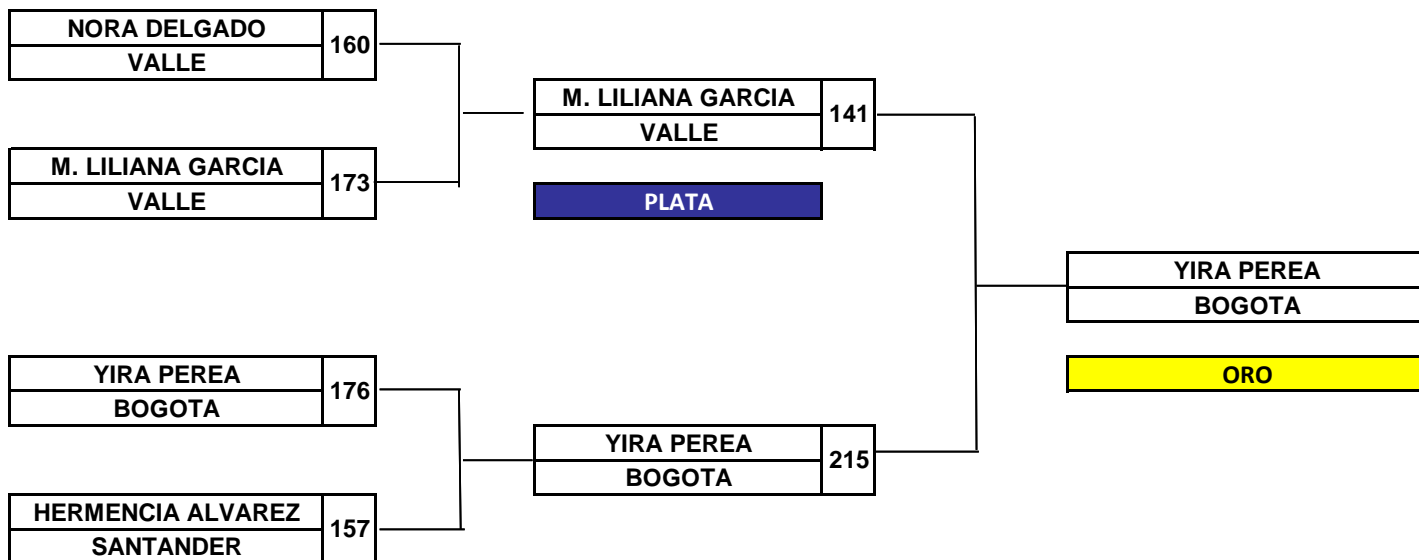 NORA DELGADO
160
VALLE
M. LILIANA GARCIA
173
VALLE
M. LILIANA GARCIA
141
VALLE
PLATA
YIRA PEREA
176
BOGOTA
HERMENCIA ALVAREZ
157
SANTANDER
YIRA PEREA
215
BOGOTA
YIRA PEREA
BOGOTA
ORO